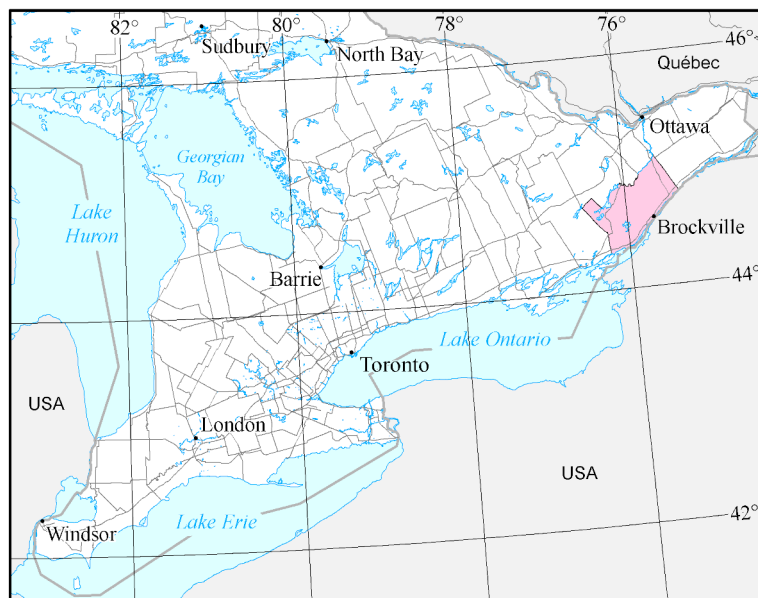 82
80
78
76
46°
Sudbury
North Bay
Québec
Ottawa
Georgian
Bay
Lake
Huron
Brockville
Barrie
44°
Lake Ontario
Toronto
USA
London
USA
42°
Lake Erie
Windsor